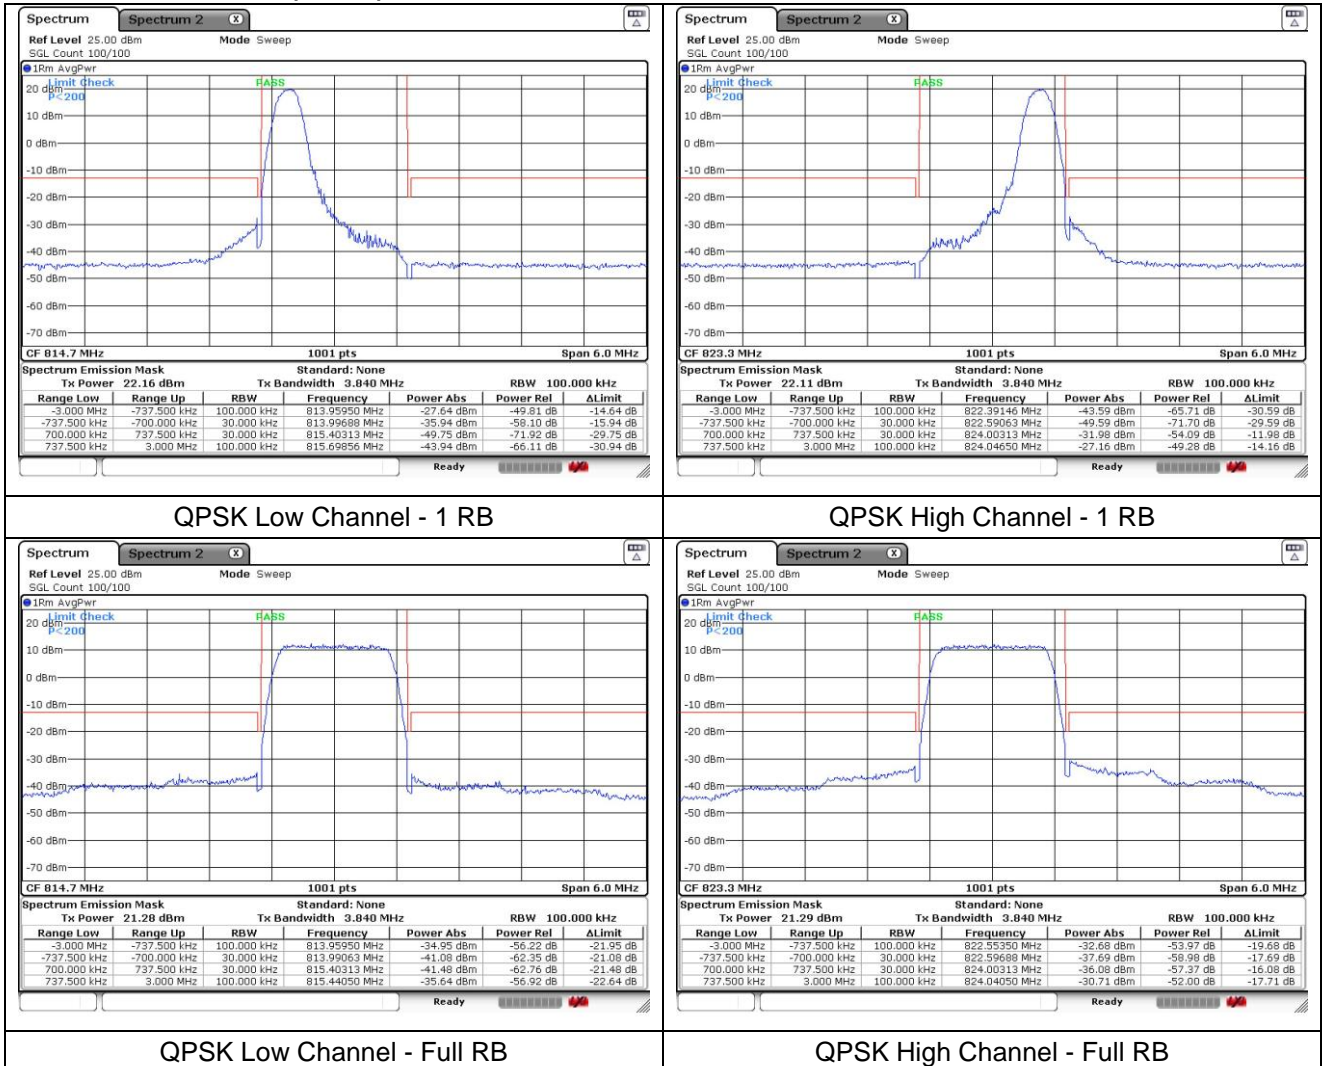 Spectrum Spectrum 2 X
Ref Level 25.00 dBm Mode Sweep
SGL Count 100/100
1Rm AvgPwr
Limit Check PASS
20 dBm
P<200
10 dBm
0 dBm
-10 dBm
-20 dBm
-30 dBm
-40 dBm
-50 dBm
-60 dBm
-70 dBm
CF 814.7 MHz 1001 pts Span 6.0 MHz
Spectrum Emission Mask Standard: None
Tx Power 22.16 dBm Tx Bandwidth 3.840 MHz RBW 100.000 kHz
Range Low Range Up RBW Frequency Power Abs Power Rel ΔLimit
-3.000 MHz -737.500 kHz 100.000 kHz 813.95950 MHz -27.64 dBm -49.81 dB -14.64 dB
-737.500 kHz -700.000 kHz 30.000 kHz 813.99688 MHz -35.94 dBm -58.10 dB -15.94 dB
700.000 kHz 737.500 kHz 30.000 kHz 815.40313 MHz -49.75 dBm -71.92 dB -29.75 dB
737.500 kHz 3.000 MHz 100.000 kHz 815.69856 MHz -43.94 dBm -66.11 dB -30.94 dB
Ready
QPSK Low Channel - 1 RB
Spectrum Spectrum 2 X
Ref Level 25.00 dBm Mode Sweep
SGL Count 100/100
1Rm AvgPwr
Limit Check PASS
20 dBm
P<200
10 dBm
0 dBm
-10 dBm
-20 dBm
-30 dBm
-40 dBm
-50 dBm
-60 dBm
-70 dBm
CF 823.3 MHz 1001 pts Span 6.0 MHz
Spectrum Emission Mask Standard: None
Tx Power 22.11 dBm Tx Bandwidth 3.840 MHz RBW 100.000 kHz
Range Low Range Up RBW Frequency Power Abs Power Rel ΔLimit
-3.000 MHz -737.500 kHz 100.000 kHz 822.39146 MHz -43.59 dBm -65.71 dB -30.59 dB
-737.500 kHz -700.000 kHz 30.000 kHz 822.59063 MHz -49.59 dBm -71.70 dB -29.59 dB
700.000 kHz 737.500 kHz 30.000 kHz 824.00313 MHz -31.98 dBm -54.09 dB -11.98 dB
737.500 kHz 3.000 MHz 100.000 kHz 824.04650 MHz -27.16 dBm -49.28 dB -14.16 dB
Ready
QPSK High Channel - 1 RB
Spectrum Spectrum 2 X
Ref Level 25.00 dBm Mode Sweep
SGL Count 100/100
1Rm AvgPwr
Limit Check PASS
20 dBm
P<200
10 dBm
0 dBm
-10 dBm
-20 dBm
-30 dBm
-40 dBm
-50 dBm
-60 dBm
-70 dBm
CF 814.7 MHz 1001 pts Span 6.0 MHz
Spectrum Emission Mask Standard: None
Tx Power 21.28 dBm Tx Bandwidth 3.840 MHz RBW 100.000 kHz
Range Low Range Up RBW Frequency Power Abs Power Rel ΔLimit
-3.000 MHz -737.500 kHz 100.000 kHz 813.95950 MHz -34.95 dBm -56.22 dB -21.95 dB
-737.500 kHz -700.000 kHz 30.000 kHz 813.99063 MHz -41.08 dBm -62.35 dB -21.08 dB
700.000 kHz 737.500 kHz 30.000 kHz 815.40313 MHz -41.48 dBm -62.76 dB -21.48 dB
737.500 kHz 3.000 MHz 100.000 kHz 815.44050 MHz -35.64 dBm -56.92 dB -22.64 dB
Ready
QPSK Low Channel - Full RB
Spectrum Spectrum 2 X
Ref Level 25.00 dBm Mode Sweep
SGL Count 100/100
1Rm AvgPwr
Limit Check PASS
20 dBm
P<200
10 dBm
0 dBm
-10 dBm
-20 dBm
-30 dBm
-40 dBm
-50 dBm
-60 dBm
-70 dBm
CF 823.3 MHz 1001 pts Span 6.0 MHz
Spectrum Emission Mask Standard: None
Tx Power 21.29 dBm Tx Bandwidth 3.840 MHz RBW 100.000 kHz
Range Low Range Up RBW Frequency Power Abs Power Rel ΔLimit
-3.000 MHz -737.500 kHz 100.000 kHz 822.55350 MHz -32.68 dBm -53.97 dB -19.68 dB
-737.500 kHz -700.000 kHz 30.000 kHz 822.59688 MHz -37.69 dBm -58.98 dB -17.69 dB
700.000 kHz 737.500 kHz 30.000 kHz 824.00313 MHz -36.08 dBm -57.37 dB -16.08 dB
737.500 kHz 3.000 MHz 100.000 kHz 824.04050 MHz -30.71 dBm -52.00 dB -17.71 dB
Ready
QPSK High Channel - Full RB